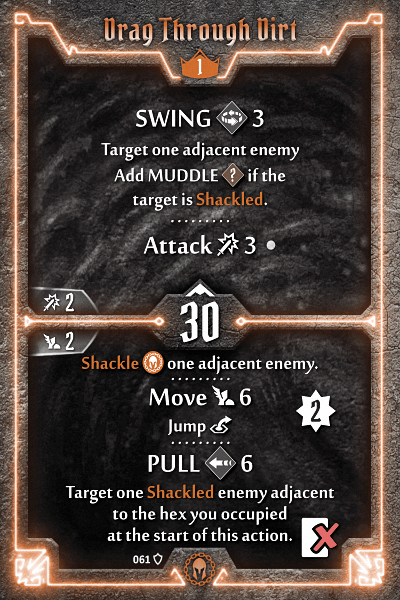 Drag Through Dirt
1
SWING 3
Target one adjacent enemy
Add MUDDLE ? if the
target is Shackled.
Attack 3
2
30
2
Shackle one adjacent enemy.
Move 6
Jump
2
PULL 6
Target one Shackled enemy adjacent
to the hex you occupied
at the start of this action.
061